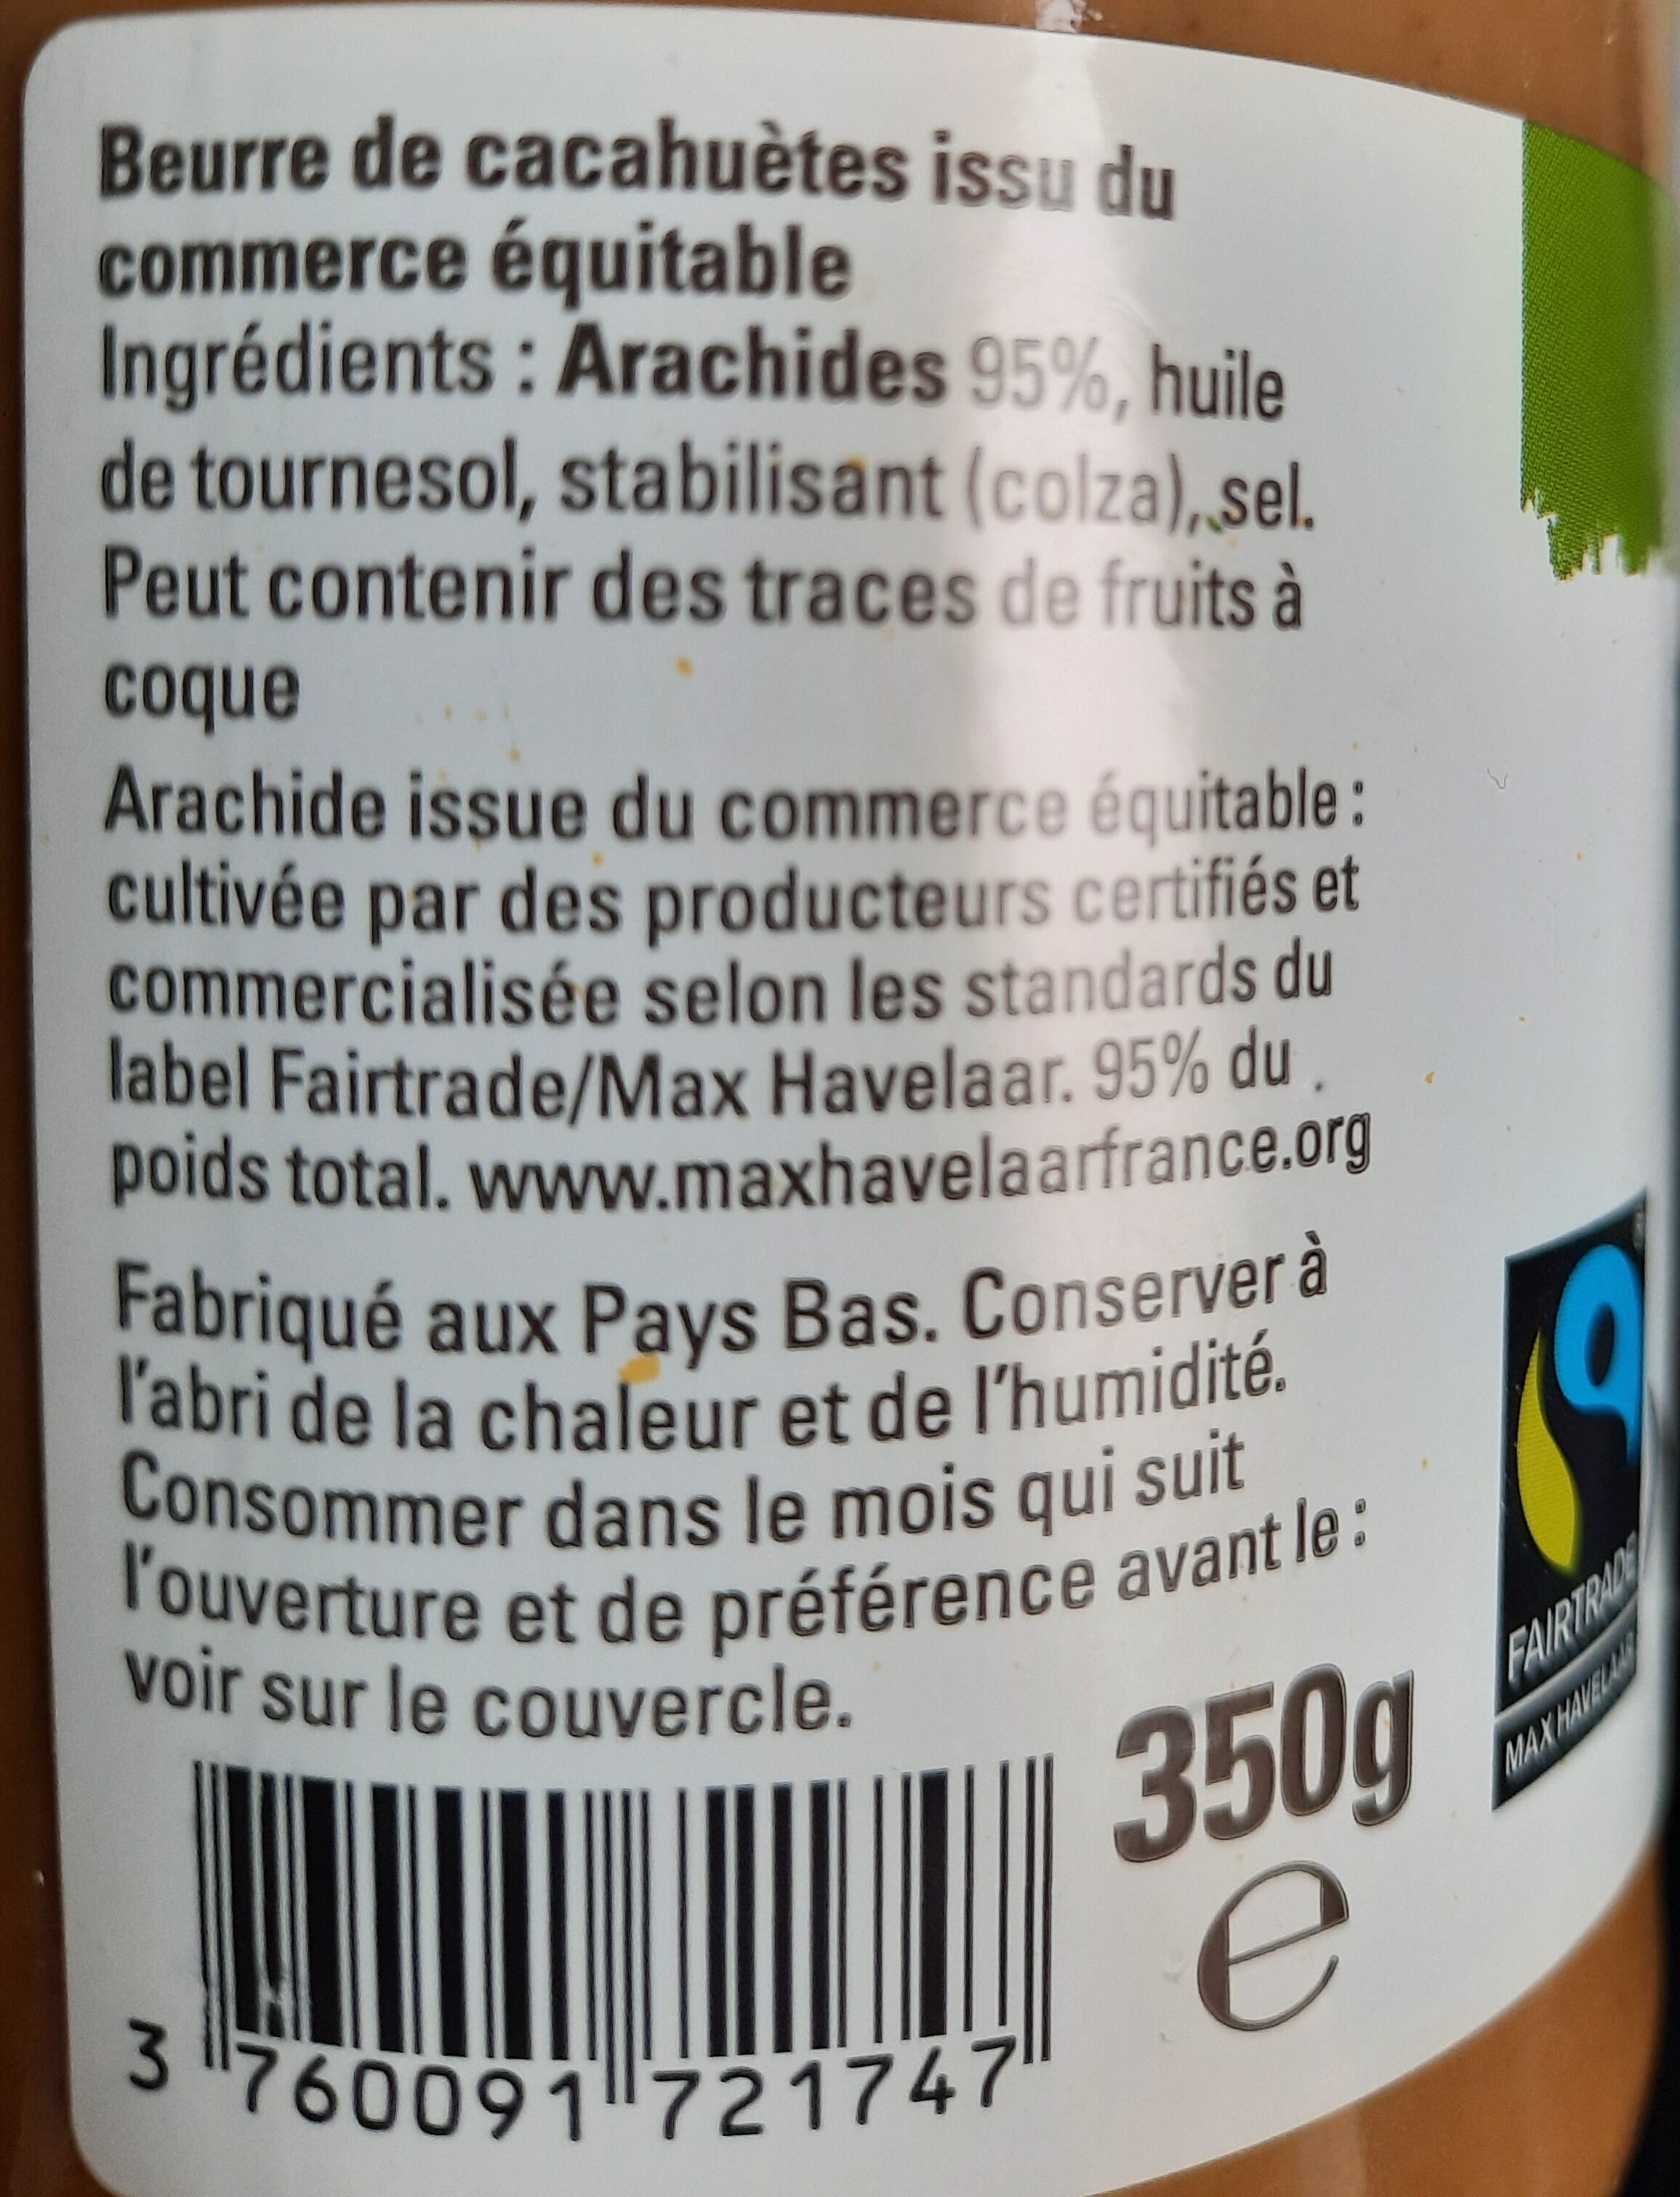 Beurre de cacahuètes issu du
commerce équitable
Ingrédients : Arachides 95%, huile
de tournesol, stabilisant (colza), sel.
Peut contenir des traces de fruits à
coque
Arachide issue du commerce équitable :
cultivée par des producteurs certifiés et
commercialisée selon les standards du
label Fairtrade/Max Havelaar. 95% du
poids total. www.maxhavelaarfrance.org
Fabriqué aux Pays Bas. Conserver à
l'abri de la chaleur et de l'humidité.
Consommer dans le mois qui suit
l'ouverture et de préférence avant le :
voir sur le couvercle.
350g
e
3 760091 721747
FAIRTRADE
MAX HAVELAAR